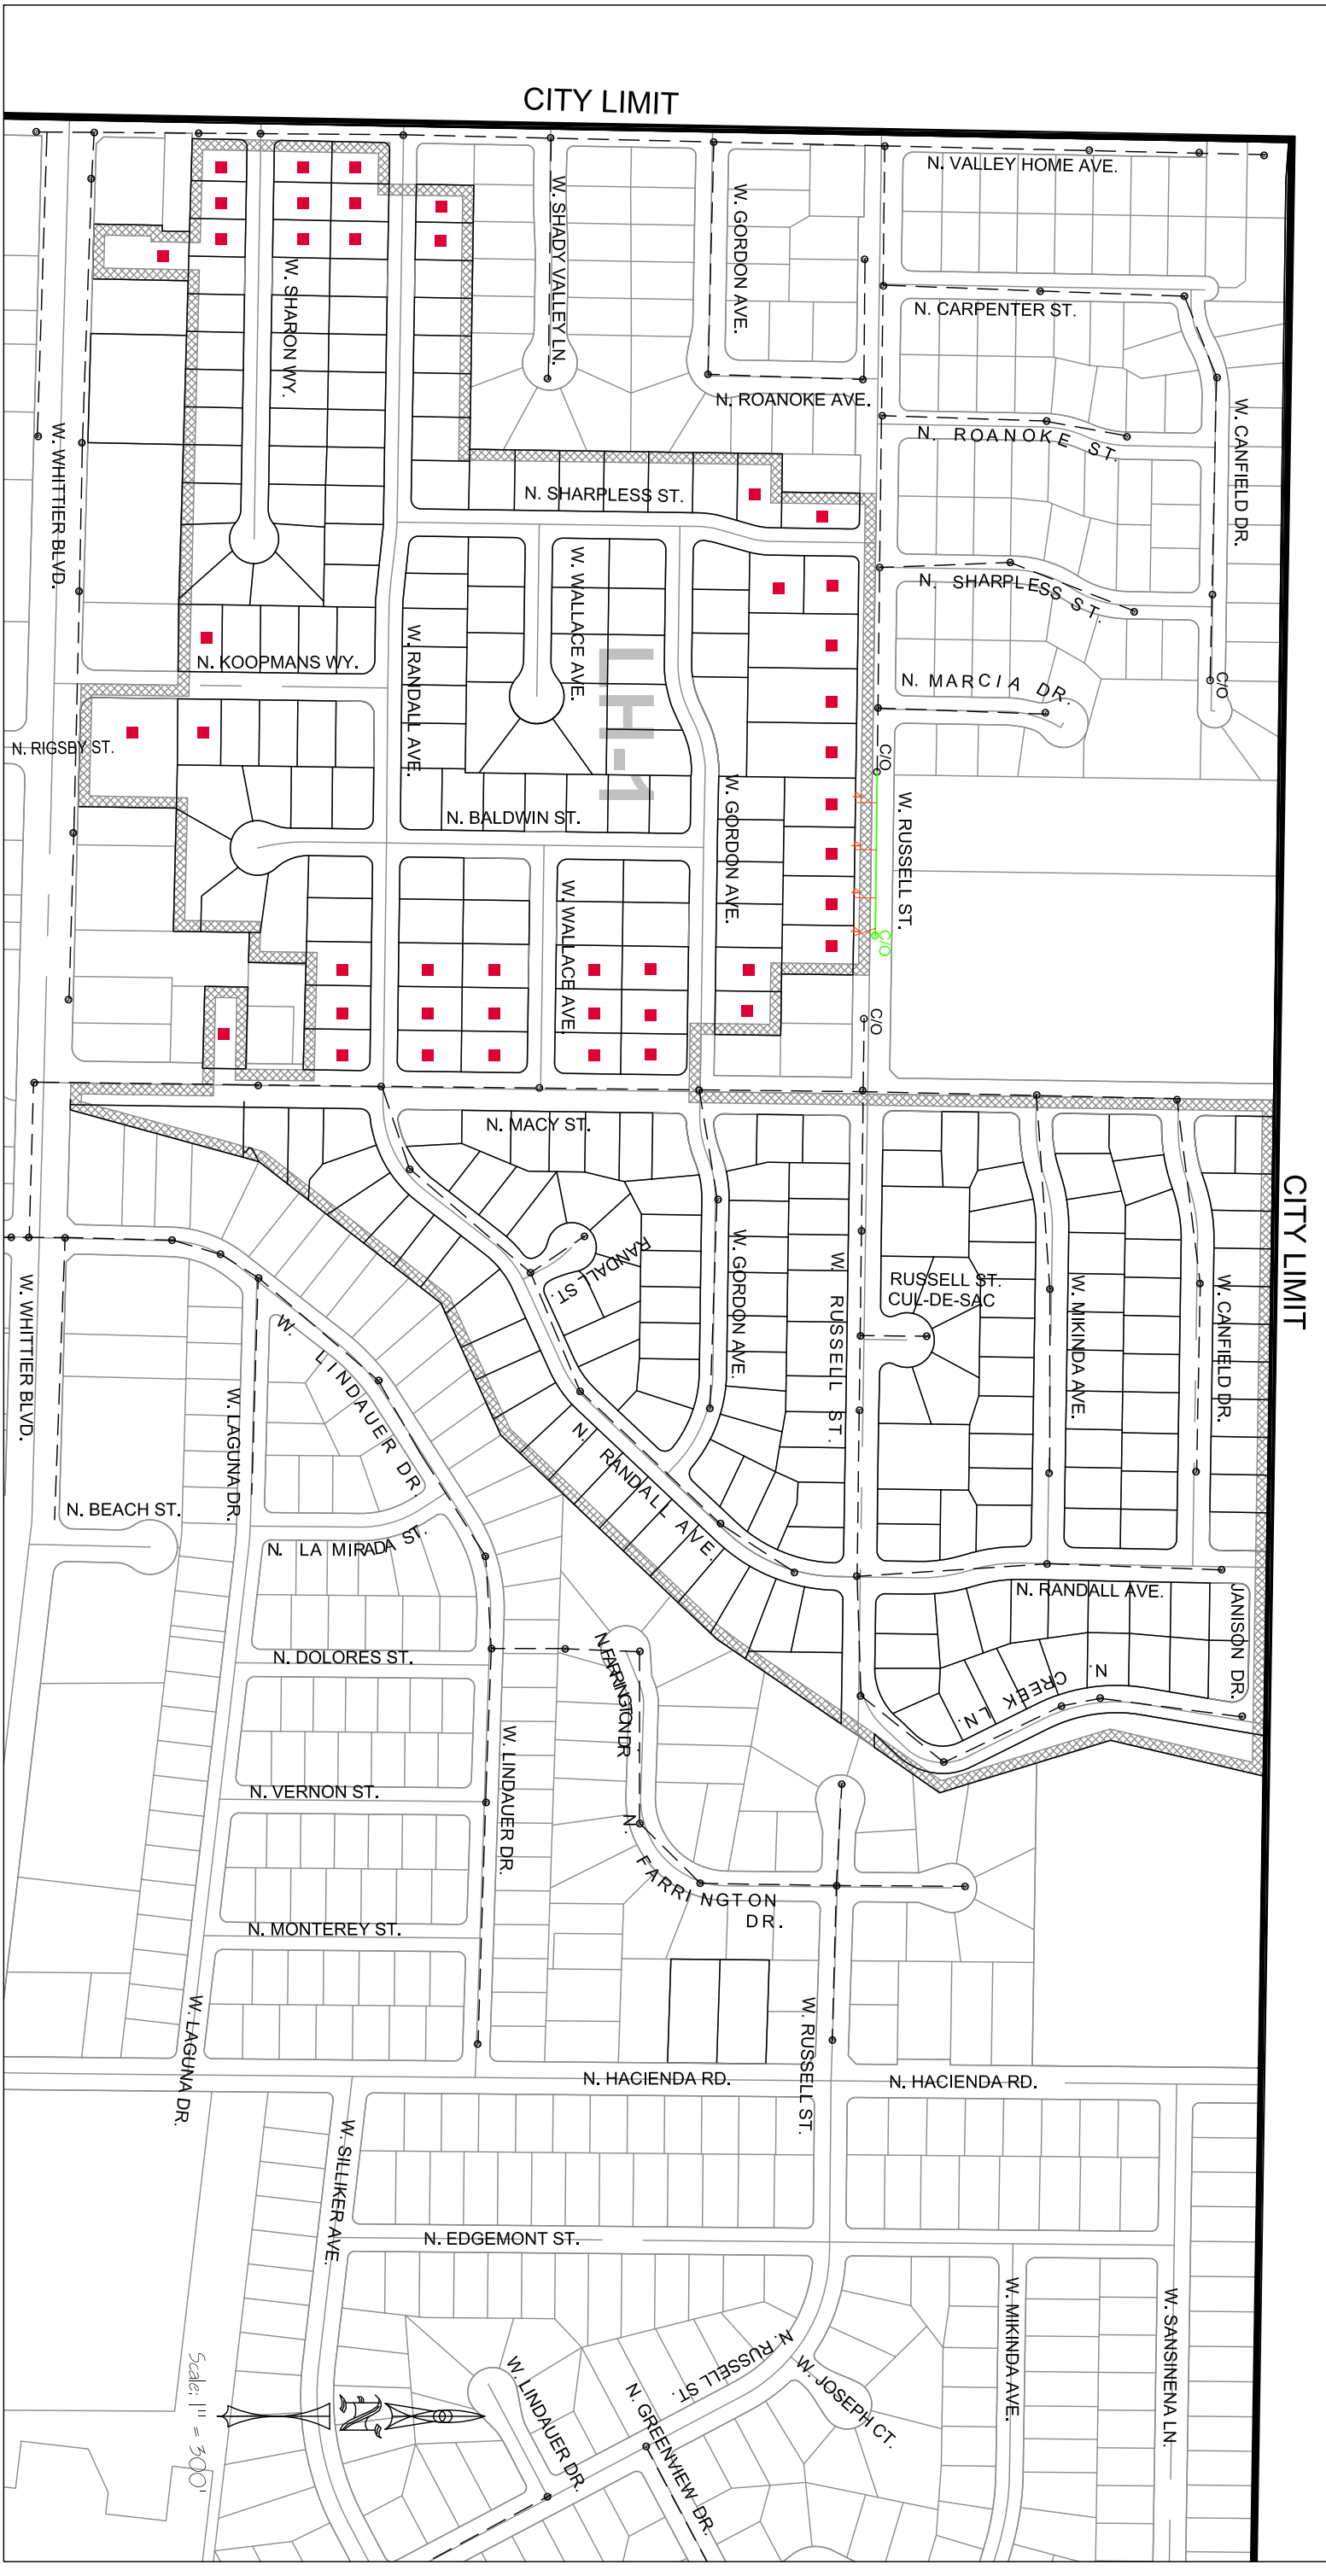 CITY LIMIT
N. VALLEY HOME AVE.
W. SHADY VALLEY LN.
W. GORDON AVE.
W. SHARON WY.
N. CARPENTER ST.
N. ROANOKE AVE.
W. CANFIELD DR.
N. ROANOKE ST.
W. WHITTIER BLVD.
N. SHARPLESS ST.
W. WALLACE AVE.
N. SHARPLESS ST.
W. RANDALL AVE.
LH-1
N. KOOPMANS WY.
N. MARCIA DR.
C/O
N. RIGSBY ST.
C/O
W. GORDON AVE.
W. RUSSELL ST.
N. BALDWIN ST.
4
4
4
4
W. WALLACE AVE.
C/O
C/O
N. MACY ST.
CITY LIMIT
RANDALL ST.
W. GORDON AVE.
W. RUSSELL ST.
RUSSELL ST.
CUL-DE-SAC
W. MIKINDA AVE.
W. CANFIELD DR.
W. WHITTIER BLVD.
W. LINDAUER DR.
W. LAGUNA DR.
N. RANDALL AVE.
N. BEACH ST.
N. LA MIRADA ST.
N. RANDALL AVE.
JANISON DR.
N. DOLORES ST.
N. FARRINGTON DR
N. CREEK LN.
W. LINDAUER DR.
N. VERNON ST.
N. FARRINGTON
DR.
N. MONTEREY ST.
W. LAGUNA DR.
W. RUSSELL ST.
N. HACIENDA RD.
N. HACIENDA RD.
W. SILLIKER AVE.
N. EDGEMONT ST.
N. RUSSELL ST.
W. JOSEPH CT.
W. MIKINDA AVE.
W. SANSINENA LN.
W. LINDAUER DR.
N. GREENVIEW DR.
N
Scale: 1" = 300'